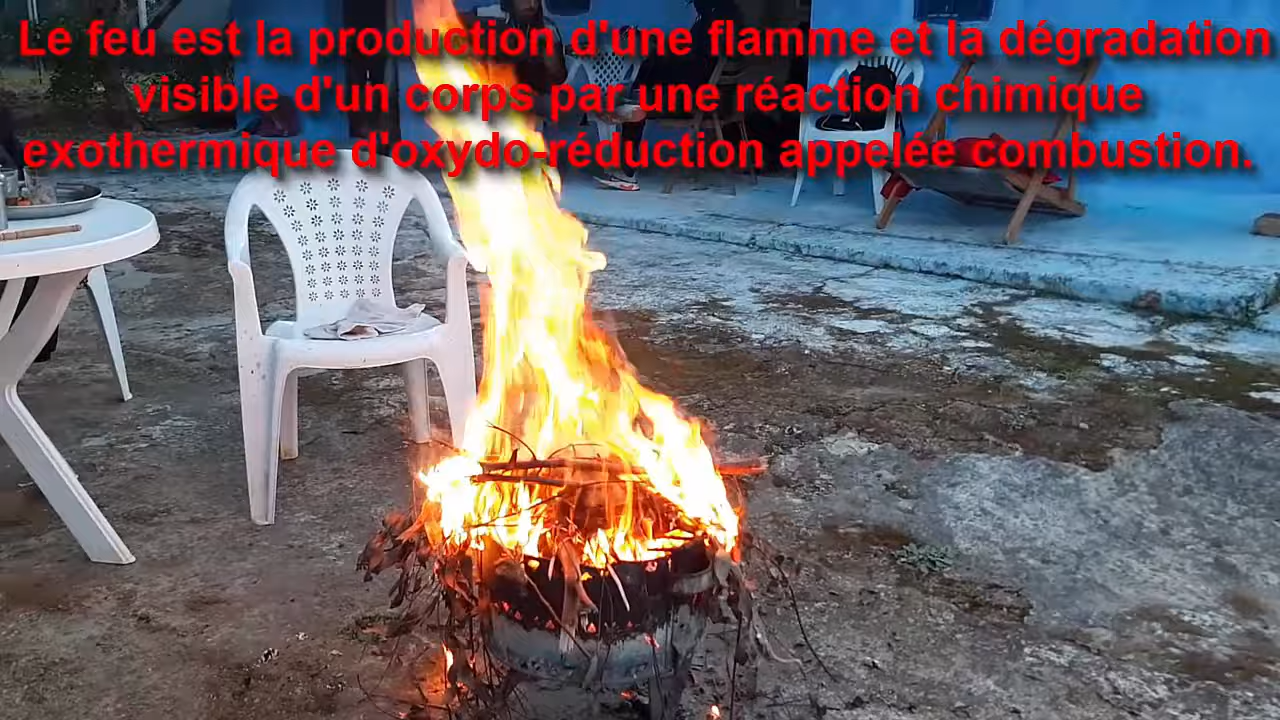 Le feu est la production d'une flamme et la dégradation
visible d'un corps par une réaction chimique
exothermique d'oxydo-réduction appelée combustion.